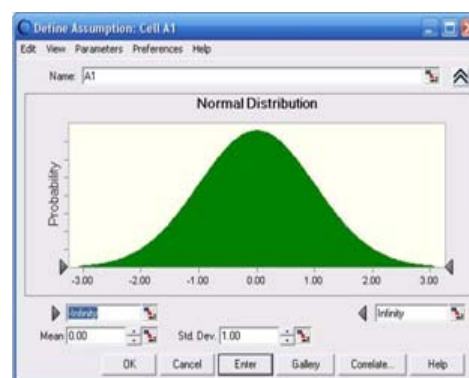 Define Assumption: Cell A1
Edit View Parameters Preferences Help
Name: A1
Normal Distribution
Probability
-3.00 -2.00 -1.00 0.00 1.00 2.00 3.00
-Infinity Infinity
Mean 0.00 Std. Dev. 1.00
OK Cancel Enter Gallery Correlate... Help